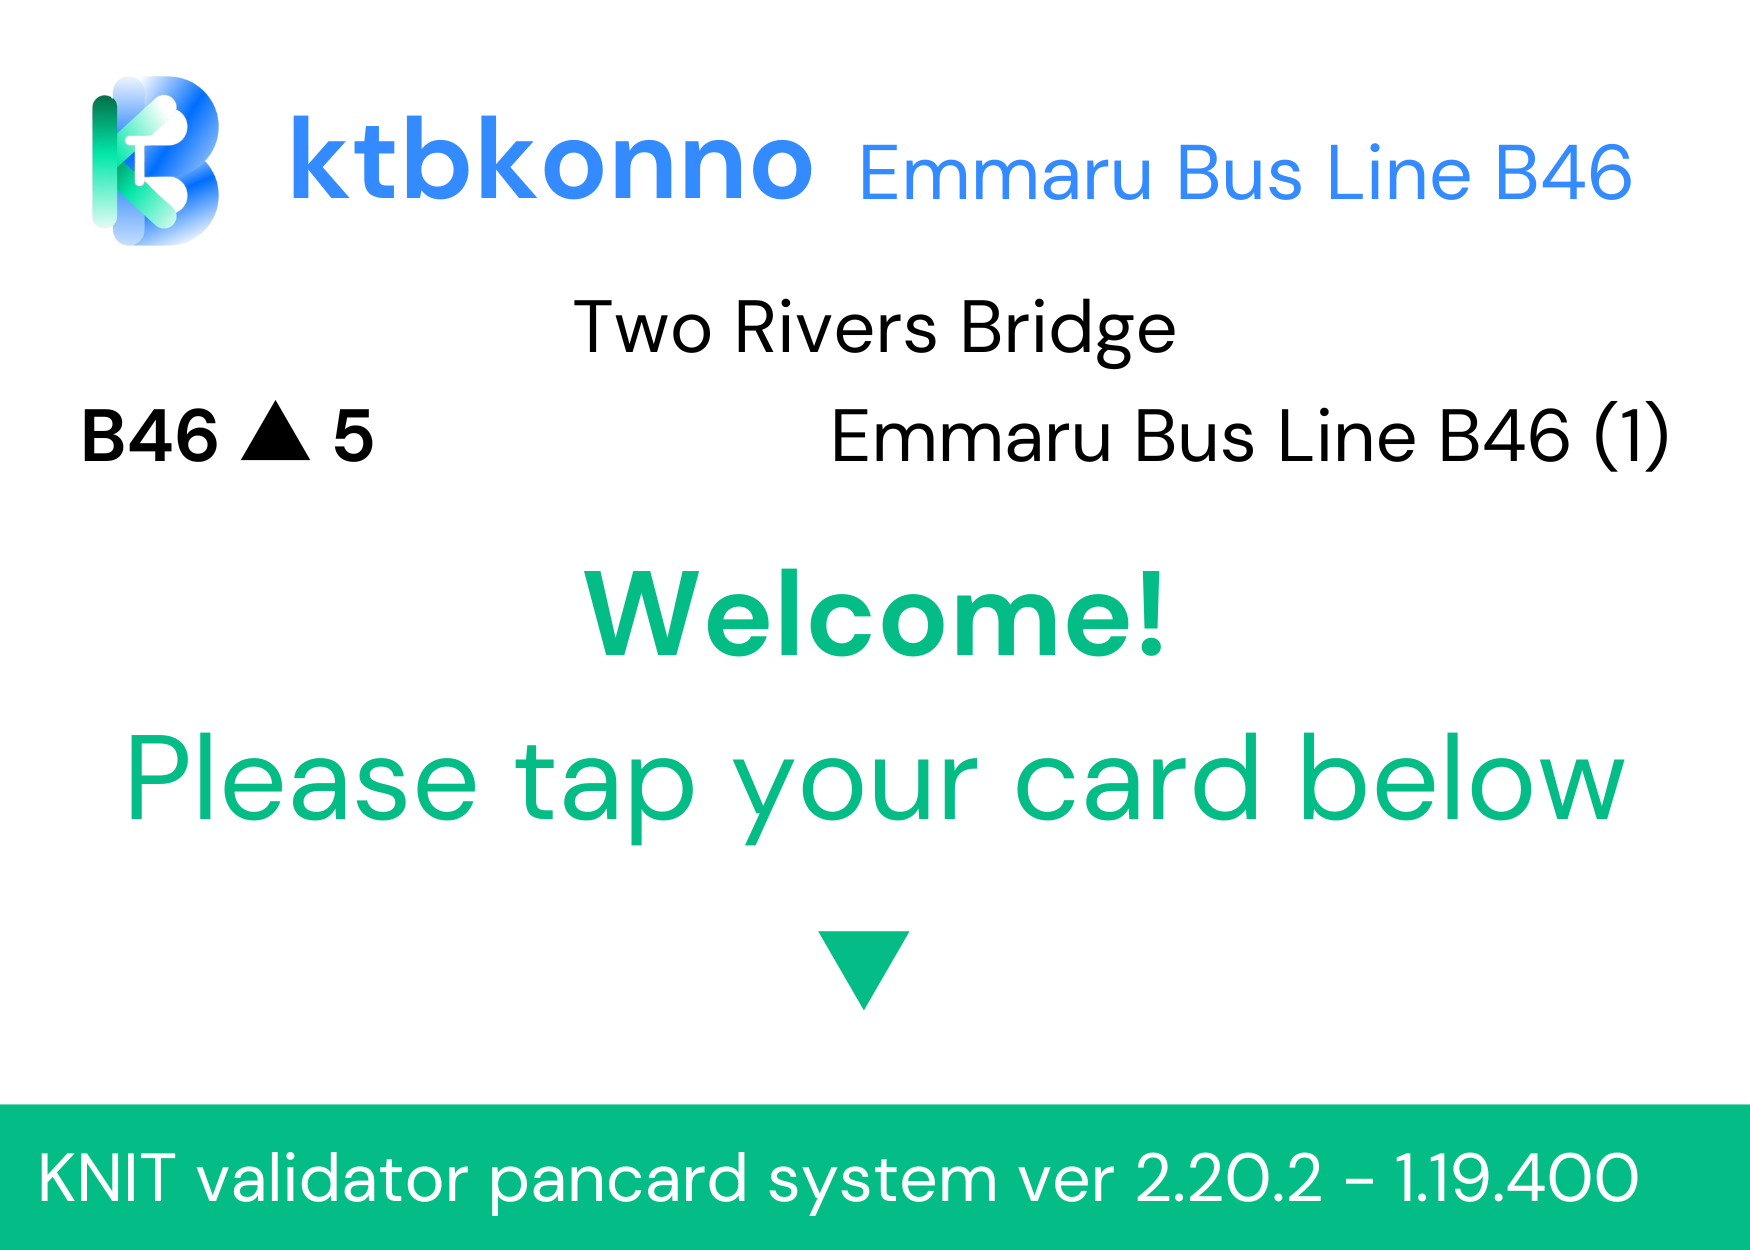 ktbkonno Emmaru Bus Line B46
Two Rivers Bridge
B46 ▲ 5 Emmaru Bus Line B46 (1)
Welcome!
Please tap your card below
▼
KNIT validator pancard system ver 2.20.2 - 1.19.400